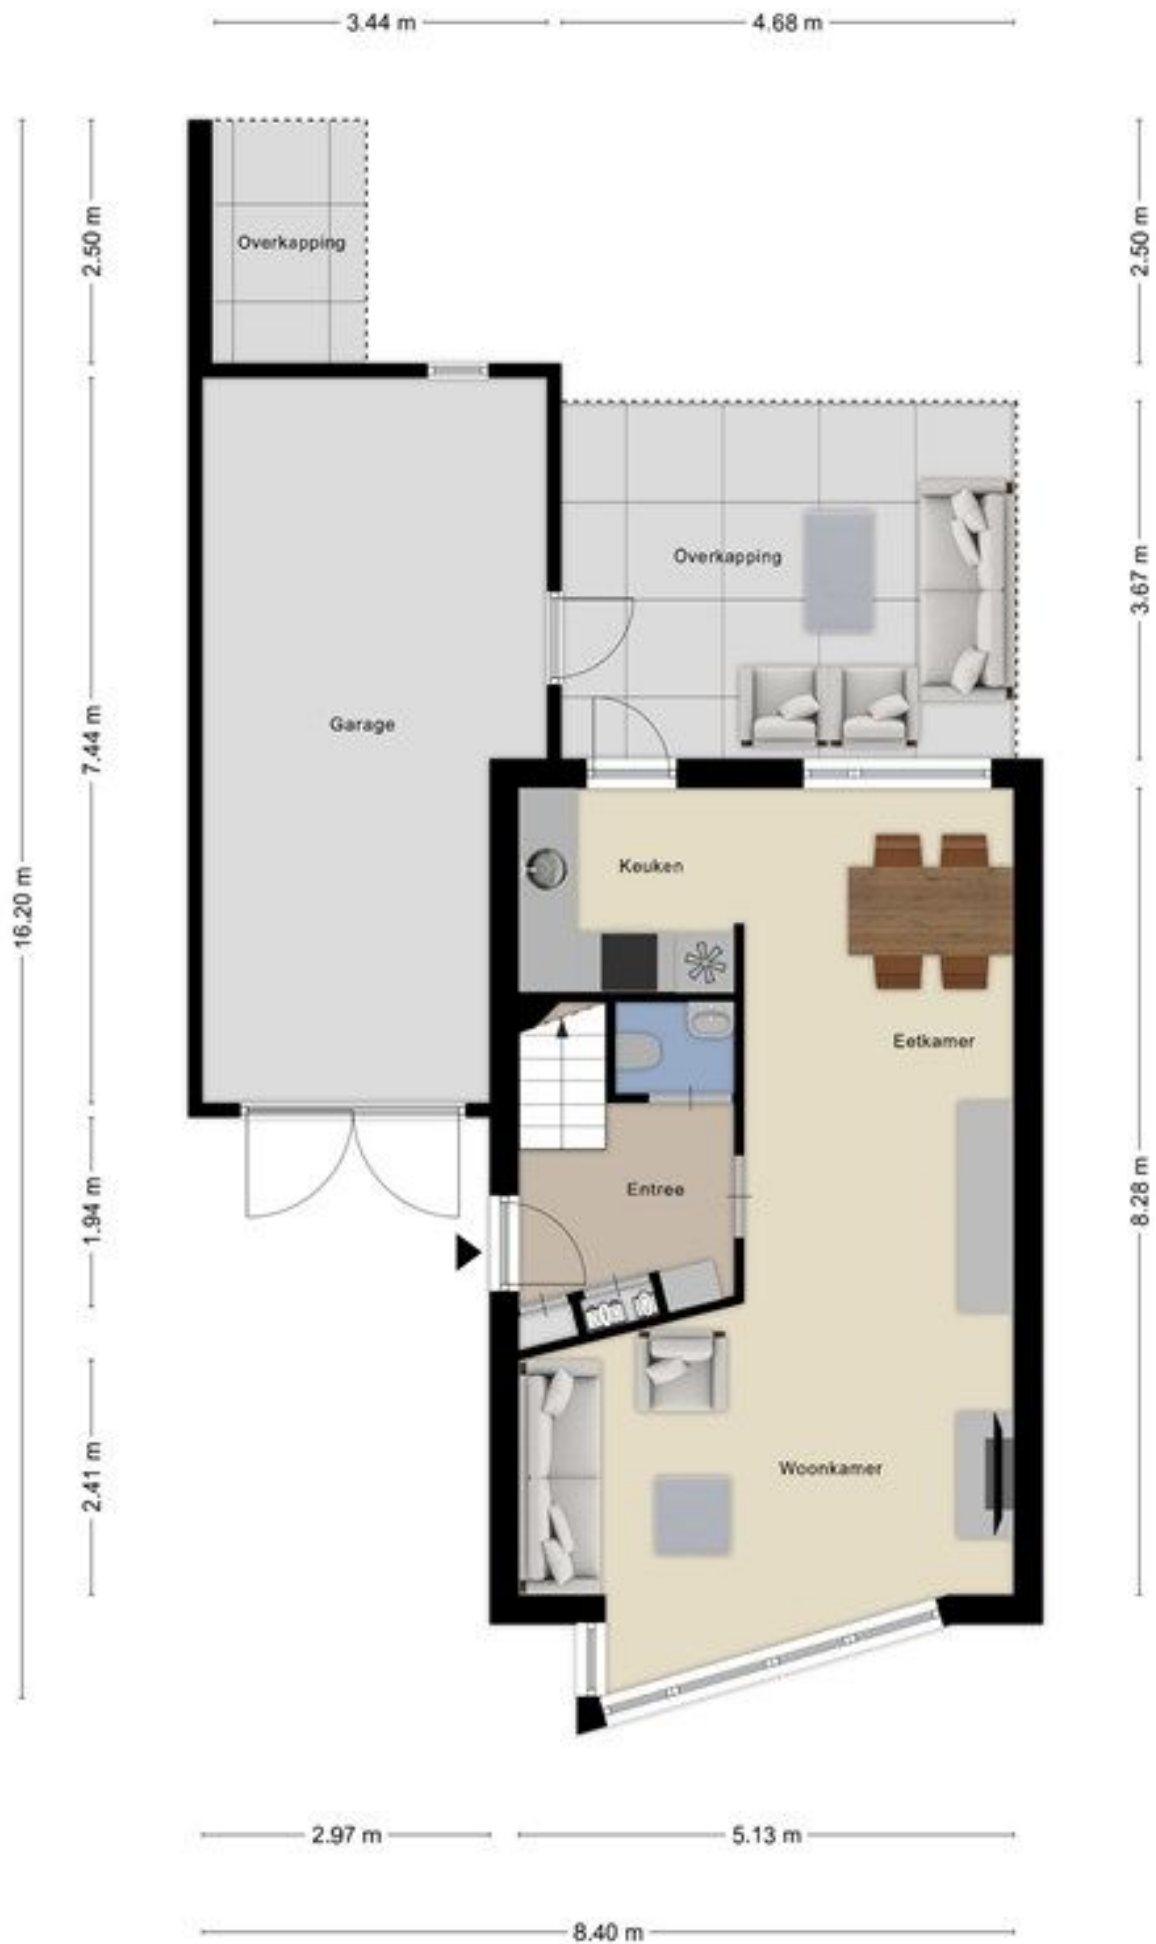 3.44 m
4.68 m
2.50 m
2.50 m
Overkapping
3.67 m
Overkapping
Garage
7.44 m
16.20 m
Keuken
Eetkamer
Entree
1.94 m
8.28 m
2.41 m
Woonkamer
2.97 m
5.13 m
8.40 m